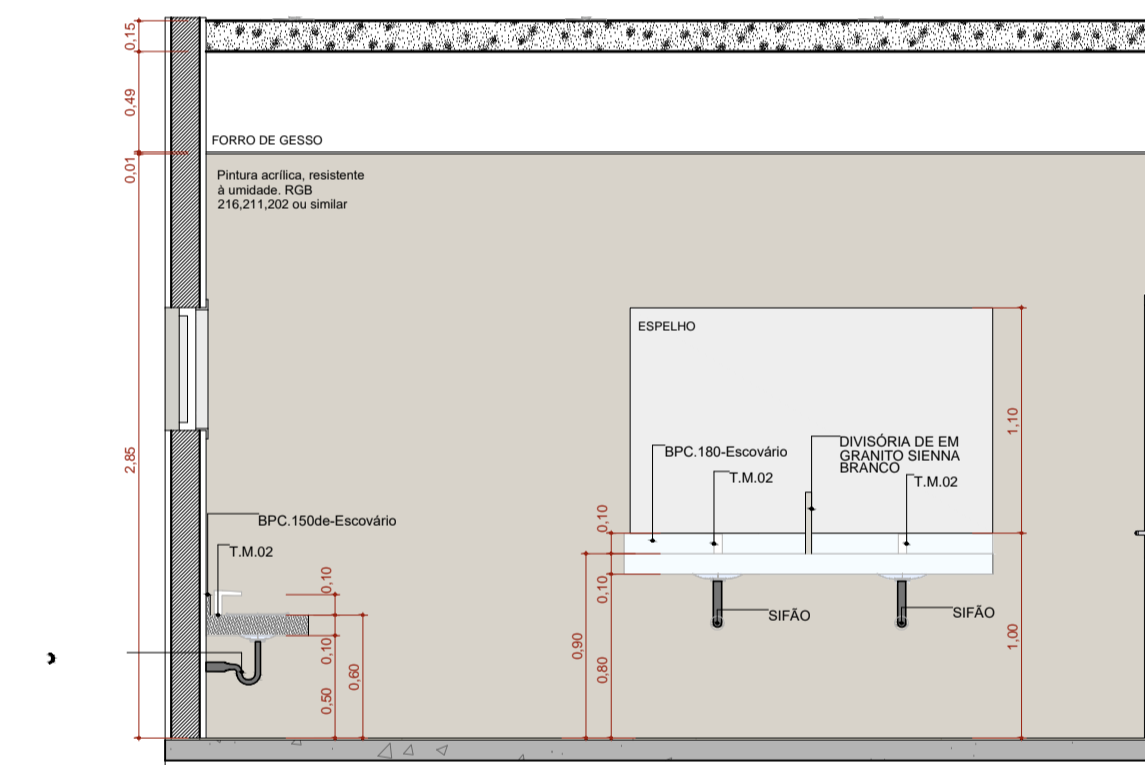 0,15
0,49
FORRO DE GESSO
0,01
Pintura acrílica, resistente
à umidade. RGB
216,211,202 ou similar
2,85
ESPELHO
1,10
BPC.180-Escovário
T.M.02
DIVISÓRIA DE EM
GRANITO SIENNA
BRANCO
T.M.02
BPC.150de-Escovário
T.M.02
0,10
0,10
0,10
0,10
SIFÃO
SIFÃO
0,50
0,60
0,90
0,80
1,00